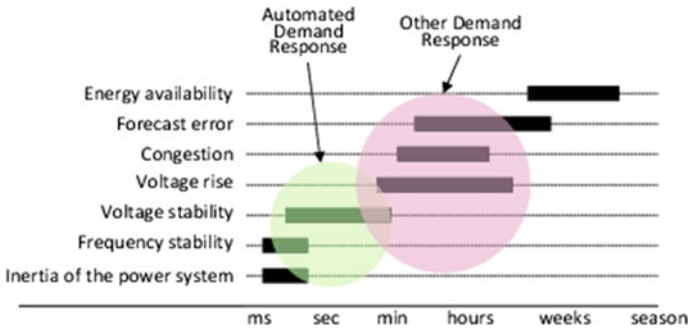 Automated
Demand
Response
Other Demand
Response
Energy availability
Forecast error
Congestion
Voltage rise
Voltage stability
Frequency stability
Inertia of the power system
ms sec min hours weeks season